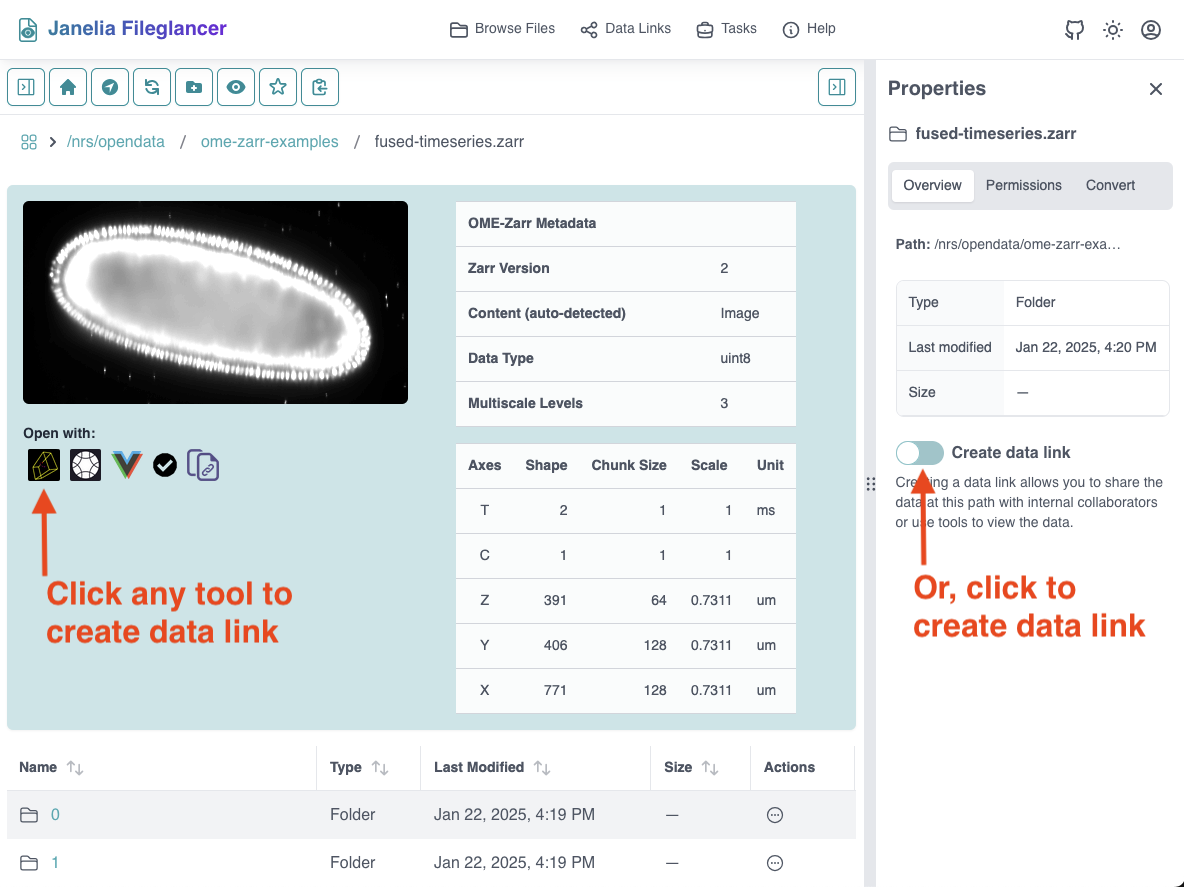 Janelia Fileglancer
Browse Files
Data Links
Tasks
Help
/nrs/opendata / ome-zarr-examples / fused-timeseries.zarr
OME-Zarr Metadata
Zarr Version 2
Content (auto-detected) Image
Data Type uint8
Multiscale Levels 3
Open with:
Click any tool to
create data link
Axes Shape Chunk Size Scale Unit
T 2 1 1 ms
C 1 1 1
Z 391 64 0.7311 um
Y 406 128 0.7311 um
X 771 128 0.7311 um
Name Type Last Modified Size Actions
0 Folder Jan 22, 2025, 4:19 PM —
1 Folder Jan 22, 2025, 4:19 PM —
Properties
fused-timeseries.zarr
Overview Permissions Convert
Path: /nrs/opendata/ome-zarr-exa…
Type Folder
Last modified Jan 22, 2025, 4:20 PM
Size —
Create data link
Creating a data link allows you to share the
data at this path with internal collaborators
or use tools to view the data.
Or, click to
create data link